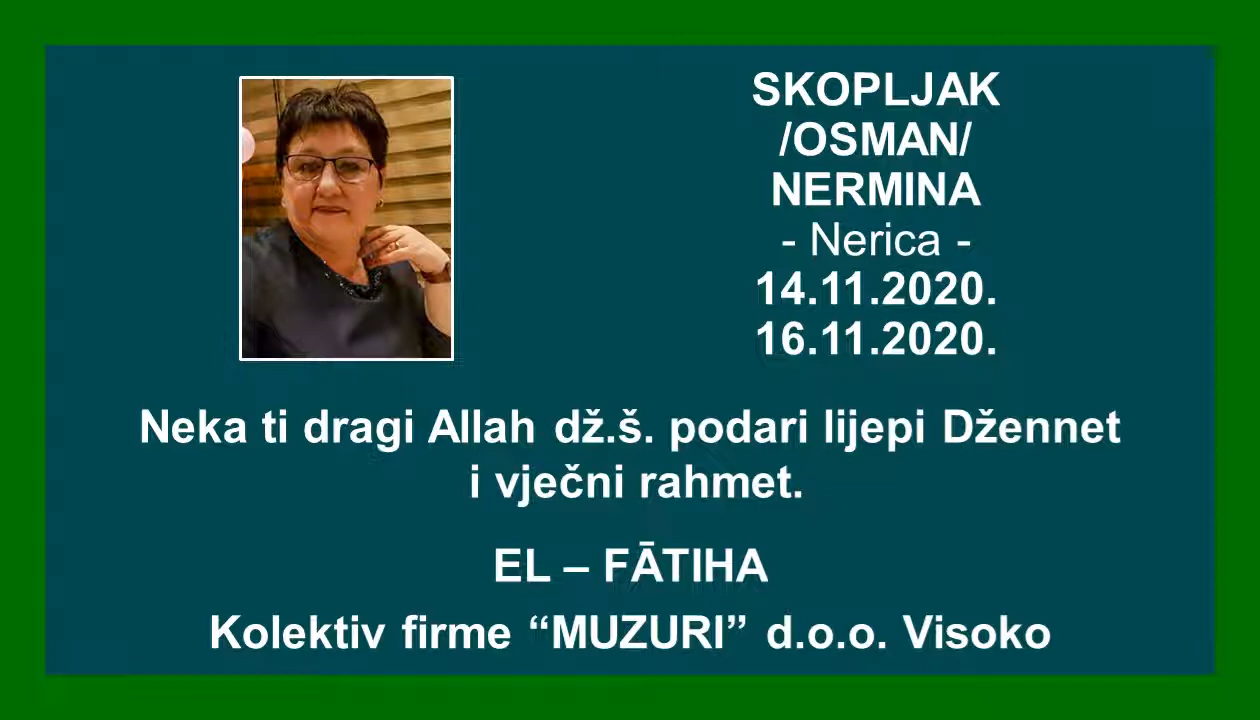 SKOPLJAK
/OSMAN/
NERMINA
- Nerica -
14.11.2020.
16.11.2020.
Neka ti dragi Allah dž.š. podari lijepi Džennet
i vječni rahmet.
EL – FĀTIHA
Kolektiv firme “MUZURI” d.o.o. Visoko